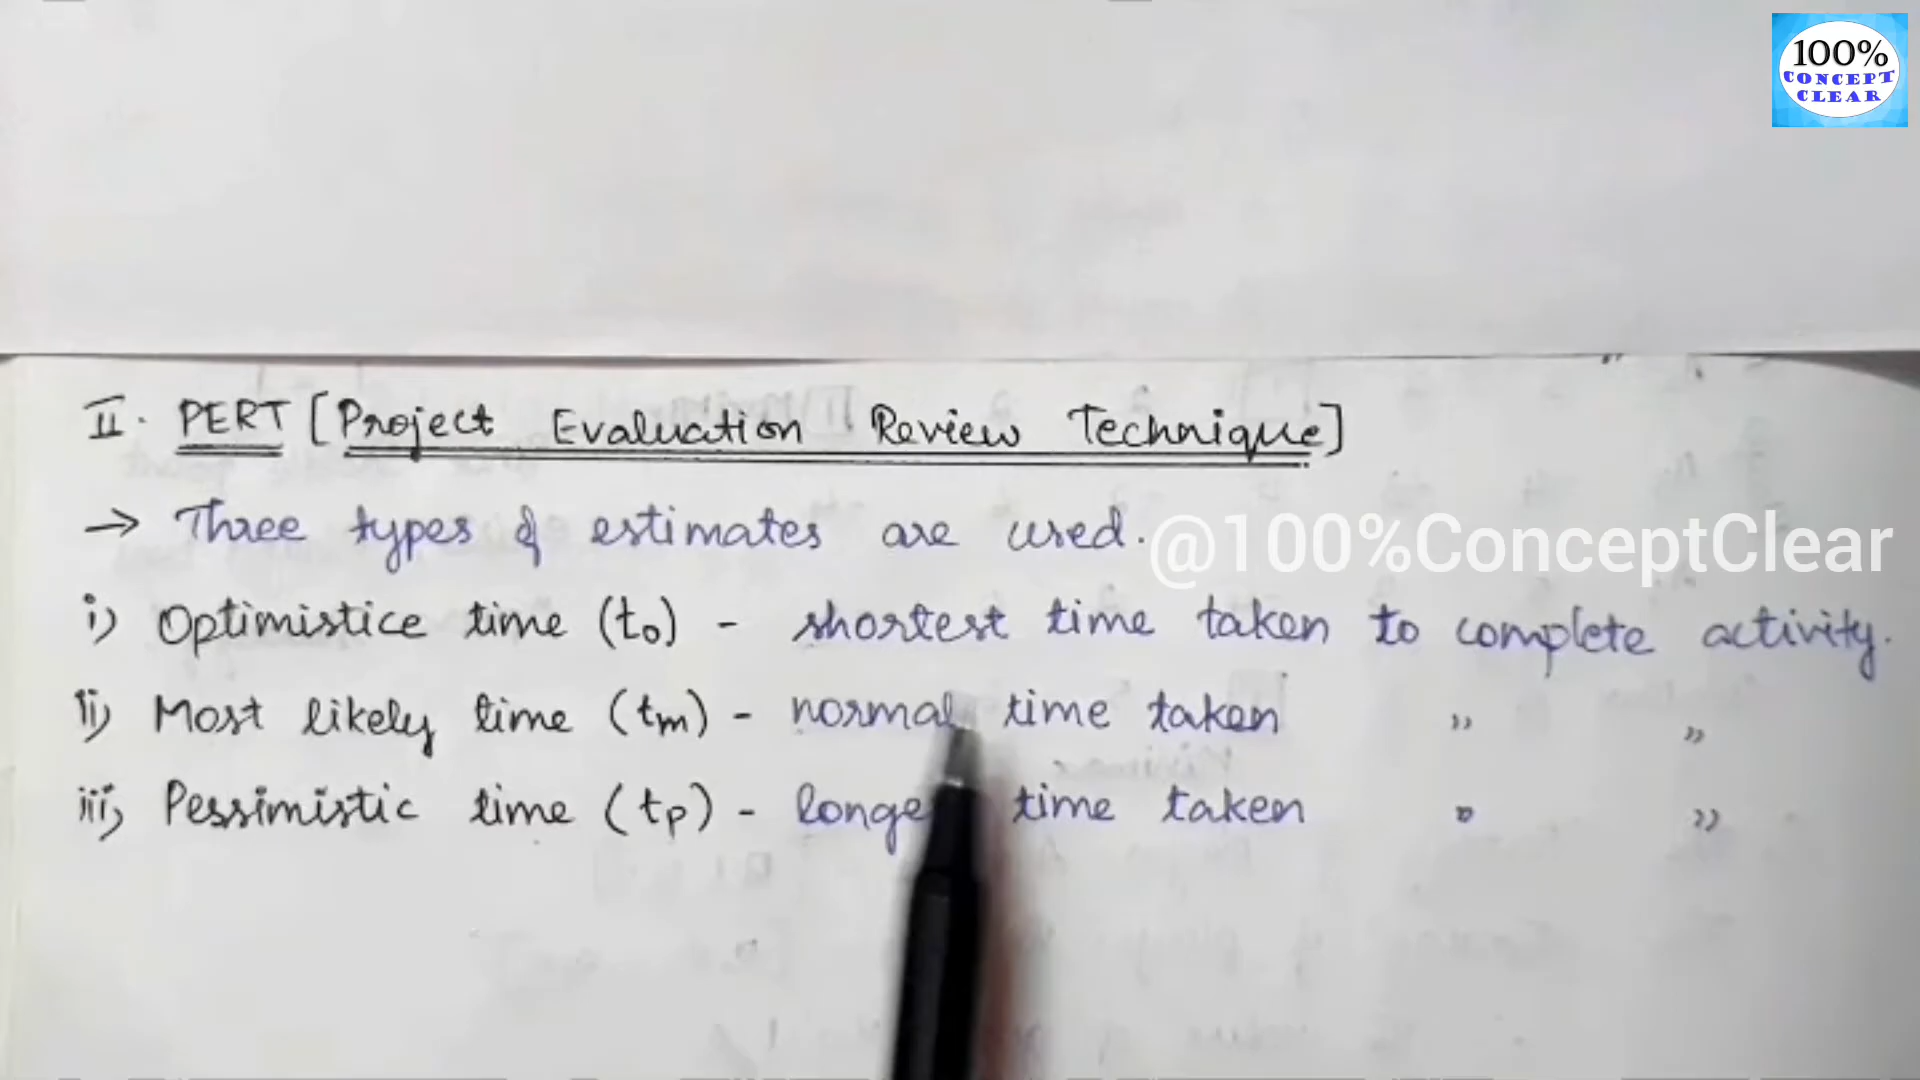 100%
CONCEPT
CLEAR
II. PERT [Project Evaluation Review Technique]
→ Three types of estimates are used.
@100%ConceptClear
i) Optimistice time (to) - shortest time taken to complete activity.
ii) Most likely time (tm) - normal time taken " "
iii) Pessimistic time (tp) - time taken " "